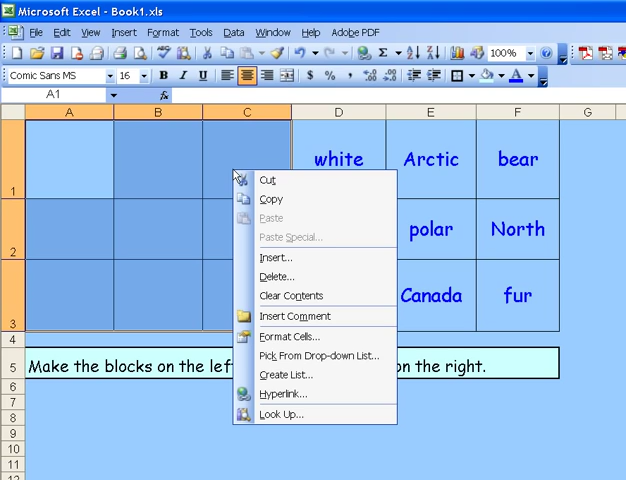 Microsoft Excel - Book1.xls
File Edit View Insert Format Tools Data Window Help Adobe PDF
100%
Comic Sans MS 16 B I U $ % , A
A1 fx
A B C D E F G
1 white Arctic bear
2 polar North
3 Canada fur
4
5 Make the blocks on the left on the right.
6
7
8
9
10
11
12
Cut
Copy
Paste
Paste Special...
Insert...
Delete...
Clear Contents
Insert Comment
Format Cells...
Pick From Drop-down List...
Create List...
Hyperlink...
Look Up...